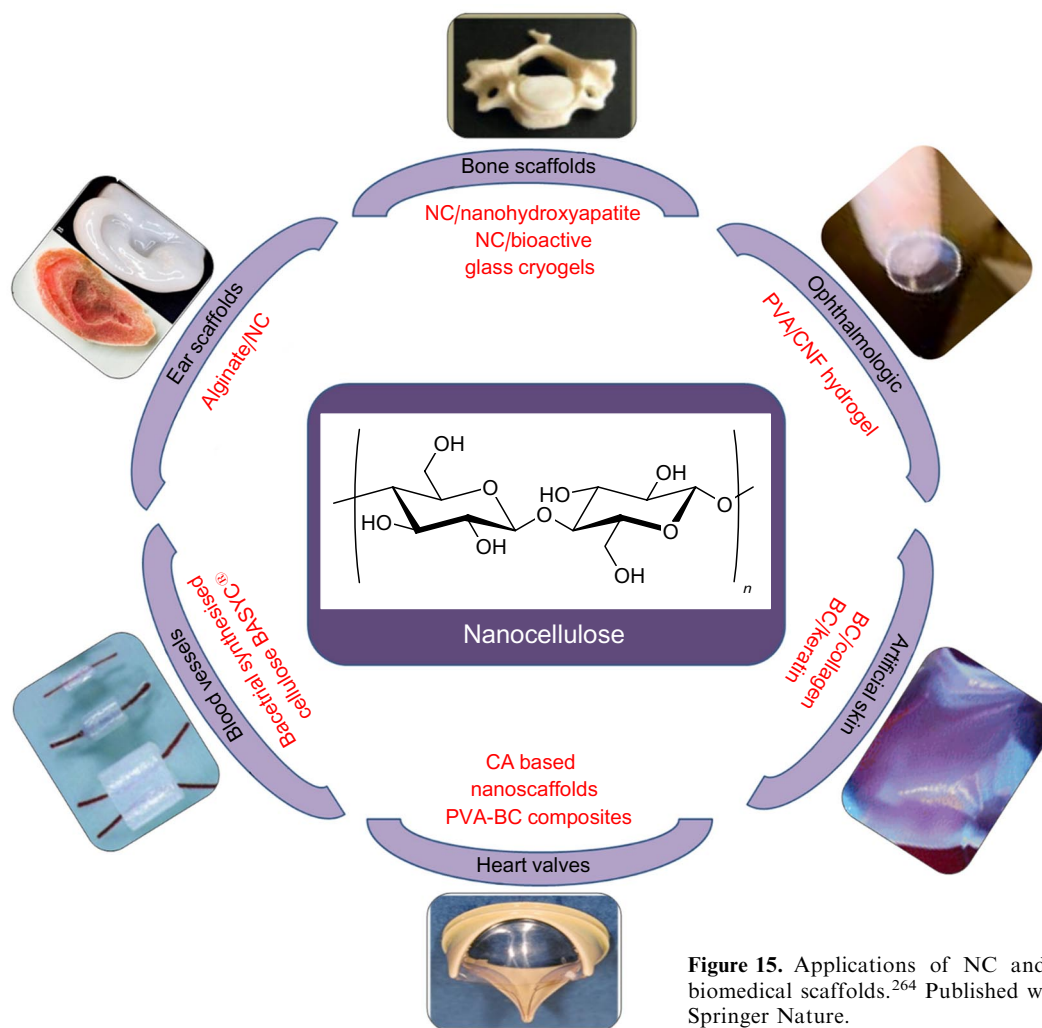 Bone scaffolds
NC/nanohydroxyapatite
NC/bioactive
glass cryogels
Ophthalmologic
PVA/CNF hydrogel
Ear scaffolds
Alginate/NC
OH
O
HO
OH
O
OH
HO
O
OH
O
n
Nanocellulose
Artificial skin
BC/collagen
BC/keratin
Blood vessels
Bacetrial synthesised
cellulose BASYC®
CA based
nanoscaffolds
PVA-BC composites
Heart valves
Figure 15. Applications of NC and
biomedical scaffolds.264 Published w
Springer Nature.